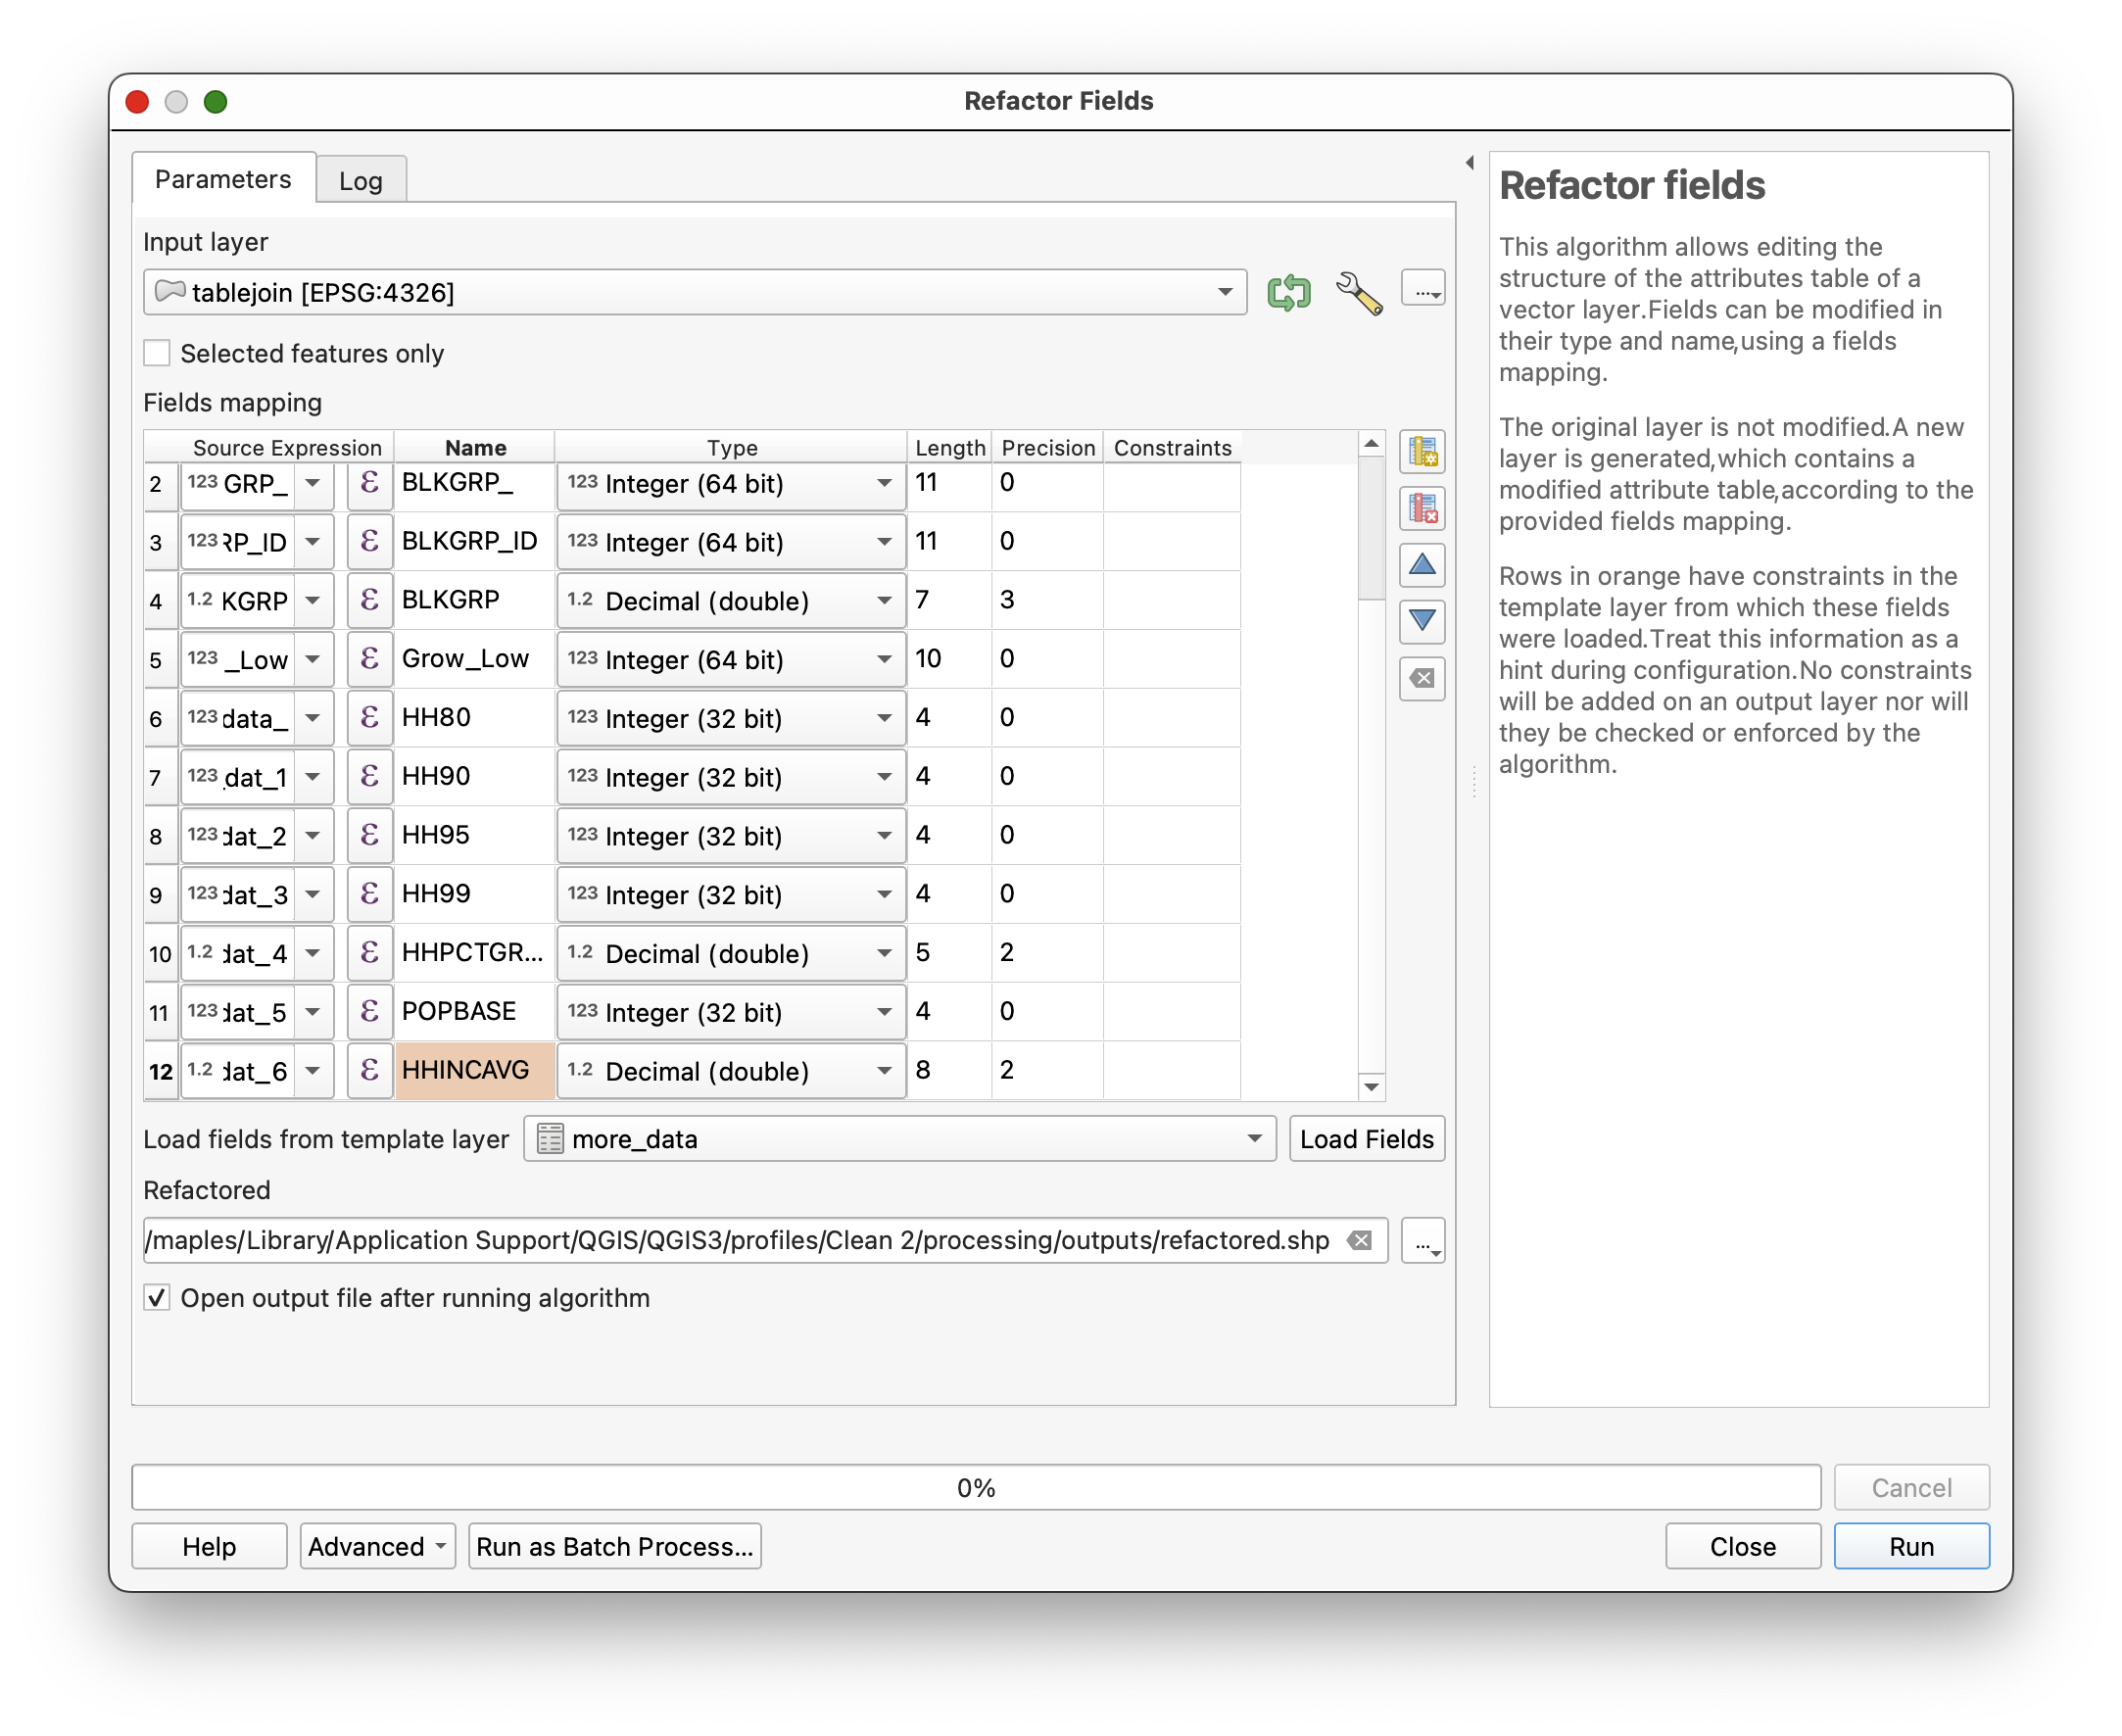 Refactor Fields
Parameters
Log
Input layer
tablejoin [EPSG:4326]
...
Selected features only
Fields mapping
Source Expression Name Type Length Precision Constraints
2 123 GRP_ ε BLKGRP_ 123 Integer (64 bit) 11 0
3 123 RP_ID ε BLKGRP_ID 123 Integer (64 bit) 11 0
4 1.2 KGRP ε BLKGRP 1.2 Decimal (double) 7 3
5 123 _Low ε Grow_Low 123 Integer (64 bit) 10 0
6 123 data_ ε HH80 123 Integer (32 bit) 4 0
7 123 dat_1 ε HH90 123 Integer (32 bit) 4 0
8 123 dat_2 ε HH95 123 Integer (32 bit) 4 0
9 123 dat_3 ε HH99 123 Integer (32 bit) 4 0
10 1.2 dat_4 ε HHPCTGR... 1.2 Decimal (double) 5 2
11 123 dat_5 ε POPBASE 123 Integer (32 bit) 4 0
12 1.2 dat_6 ε HHINCAVG 1.2 Decimal (double) 8 2
Load fields from template layer more_data Load Fields
Refactored
/maples/Library/Application Support/QGIS/QGIS3/profiles/Clean 2/processing/outputs/refactored.shp
...
Open output file after running algorithm
Refactor fields
This algorithm allows editing the
structure of the attributes table of a
vector layer.Fields can be modified in
their type and name,using a fields
mapping.
The original layer is not modified.A new
layer is generated,which contains a
modified attribute table,according to the
provided fields mapping.
Rows in orange have constraints in the
template layer from which these fields
were loaded.Treat this information as a
hint during configuration.No constraints
will be added on an output layer nor will
they be checked or enforced by the
algorithm.
0%
Cancel
Help
Advanced
Run as Batch Process...
Close
Run